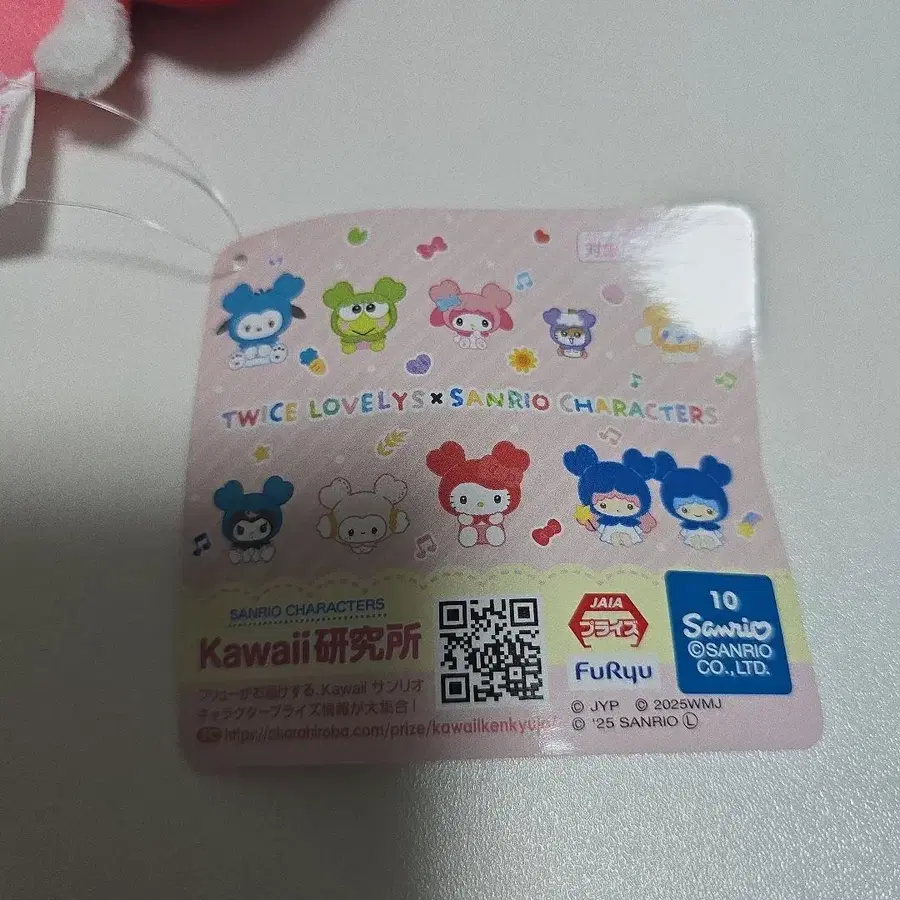 対象
TWICE LOVELYS × SANRIO CHARACTERS
SANRIO CHARACTERS
Kawaii研究所
フリューがお届けする、Kawaii サンリオ
キャラクタープライズ情報が大集合!
https://charahiroba.com/prize/kawaiikenkyujo/
JAIA
プライズ
FuRyu
10
Sanrio
©SANRIO
CO.,LTD.
© JYP © 2025WMJ
© '25 SANRIO Ⓛ